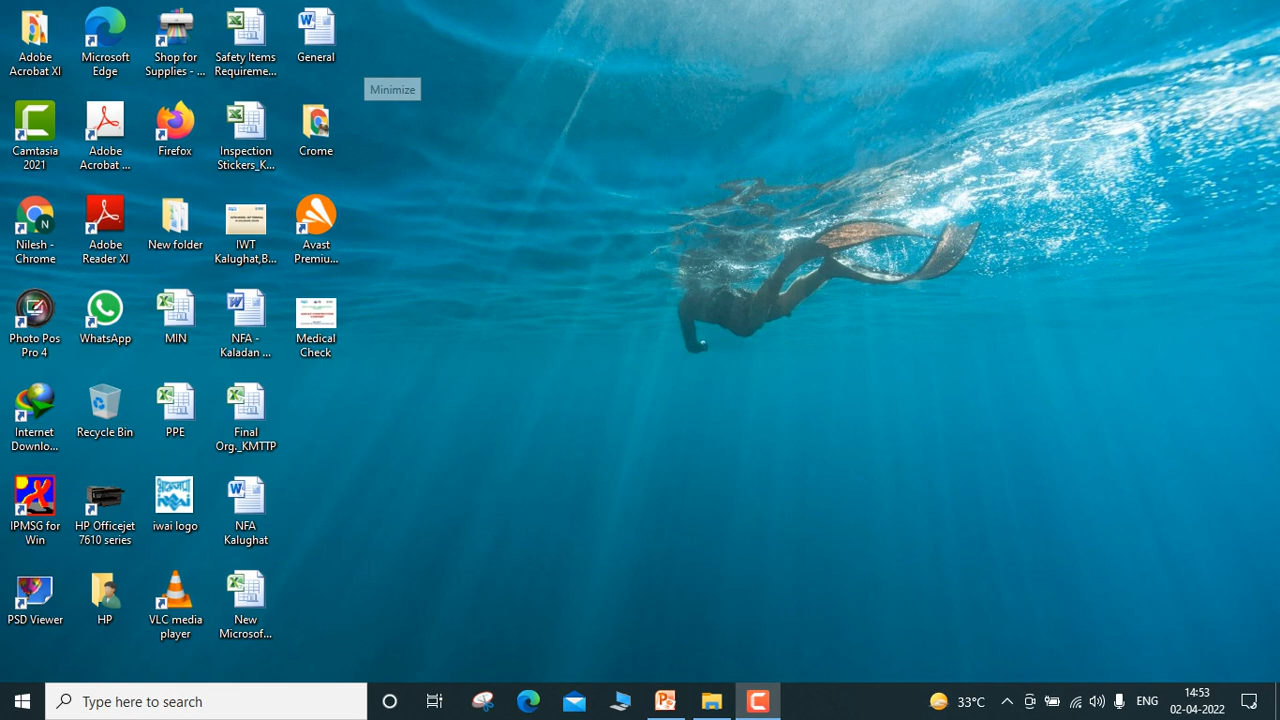 Adobe
Acrobat XI
Microsoft
Edge
Shop for
Supplies - ...
Safety Items
Requireme...
General
Minimize
Camtasia
2021
Adobe
Acrobat ...
Firefox
Inspection
Stickers_K...
Crome
Nilesh -
Chrome
Adobe
Reader XI
New folder
IWT
Kalughat,B...
Avast
Premiu...
Photo Pos
Pro 4
WhatsApp
MIN
NFA -
Kaladan ...
Medical
Check
Internet
Downlo...
Recycle Bin
PPE
Final
Org._KMTTP
IPMSG for
Win
HP Officejet
7610 series
iwai logo
NFA
Kalughat
PSD Viewer
HP
VLC media
player
New
Microsof...
Type here to search
33°C
ENG
02-04-2022